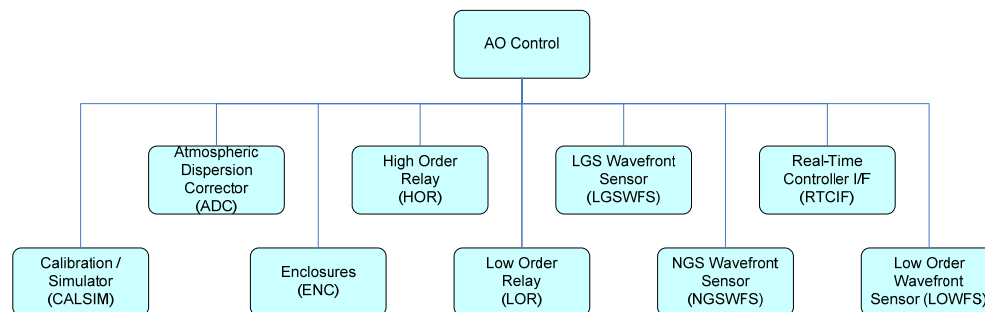 AO Control
Atmospheric
Dispersion
Corrector
(ADC)
High Order
Relay
(HOR)
LGS Wavefront
Sensor
(LGSWFS)
Real-Time
Controller I/F
(RTCIF)
Calibration /
Simulator
(CALSIM)
Enclosures
(ENC)
Low Order
Relay
(LOR)
NGS Wavefront
Sensor
(NGSWFS)
Low Order
Wavefront
Sensor (LOWFS)